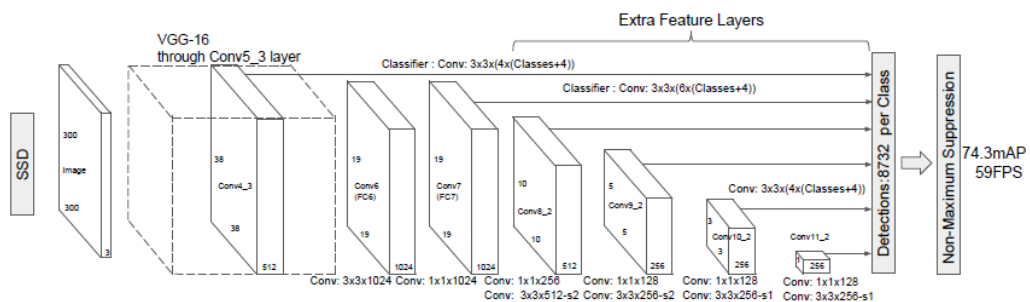 Extra Feature Layers
VGG-16
through Conv5_3 layer
Classifier : Conv: 3x3x(4x(Classes+4))
Classifier : Conv: 3x3x(6x(Classes+4))
SSD
300
Image
300
3
38
Conv4_3
38
512
19
Conv6
(FC6)
19
1024
19
Conv7
(FC7)
19
1024
10
Conv8_2
10
512
5
Conv9_2
5
256
Conv: 3x3x(4x(Classes+4))
3
Conv10_2
3
256
Conv11_2
1
256
Detections:8732 per Class
Non-Maximum Suppression
74.3mAP
59FPS
Conv: 3x3x1024
Conv: 1x1x1024
Conv: 1x1x256
Conv: 3x3x512-s2
Conv: 1x1x128
Conv: 3x3x256-s2
Conv: 1x1x128
Conv: 3x3x256-s1
Conv: 1x1x128
Conv: 3x3x256-s1